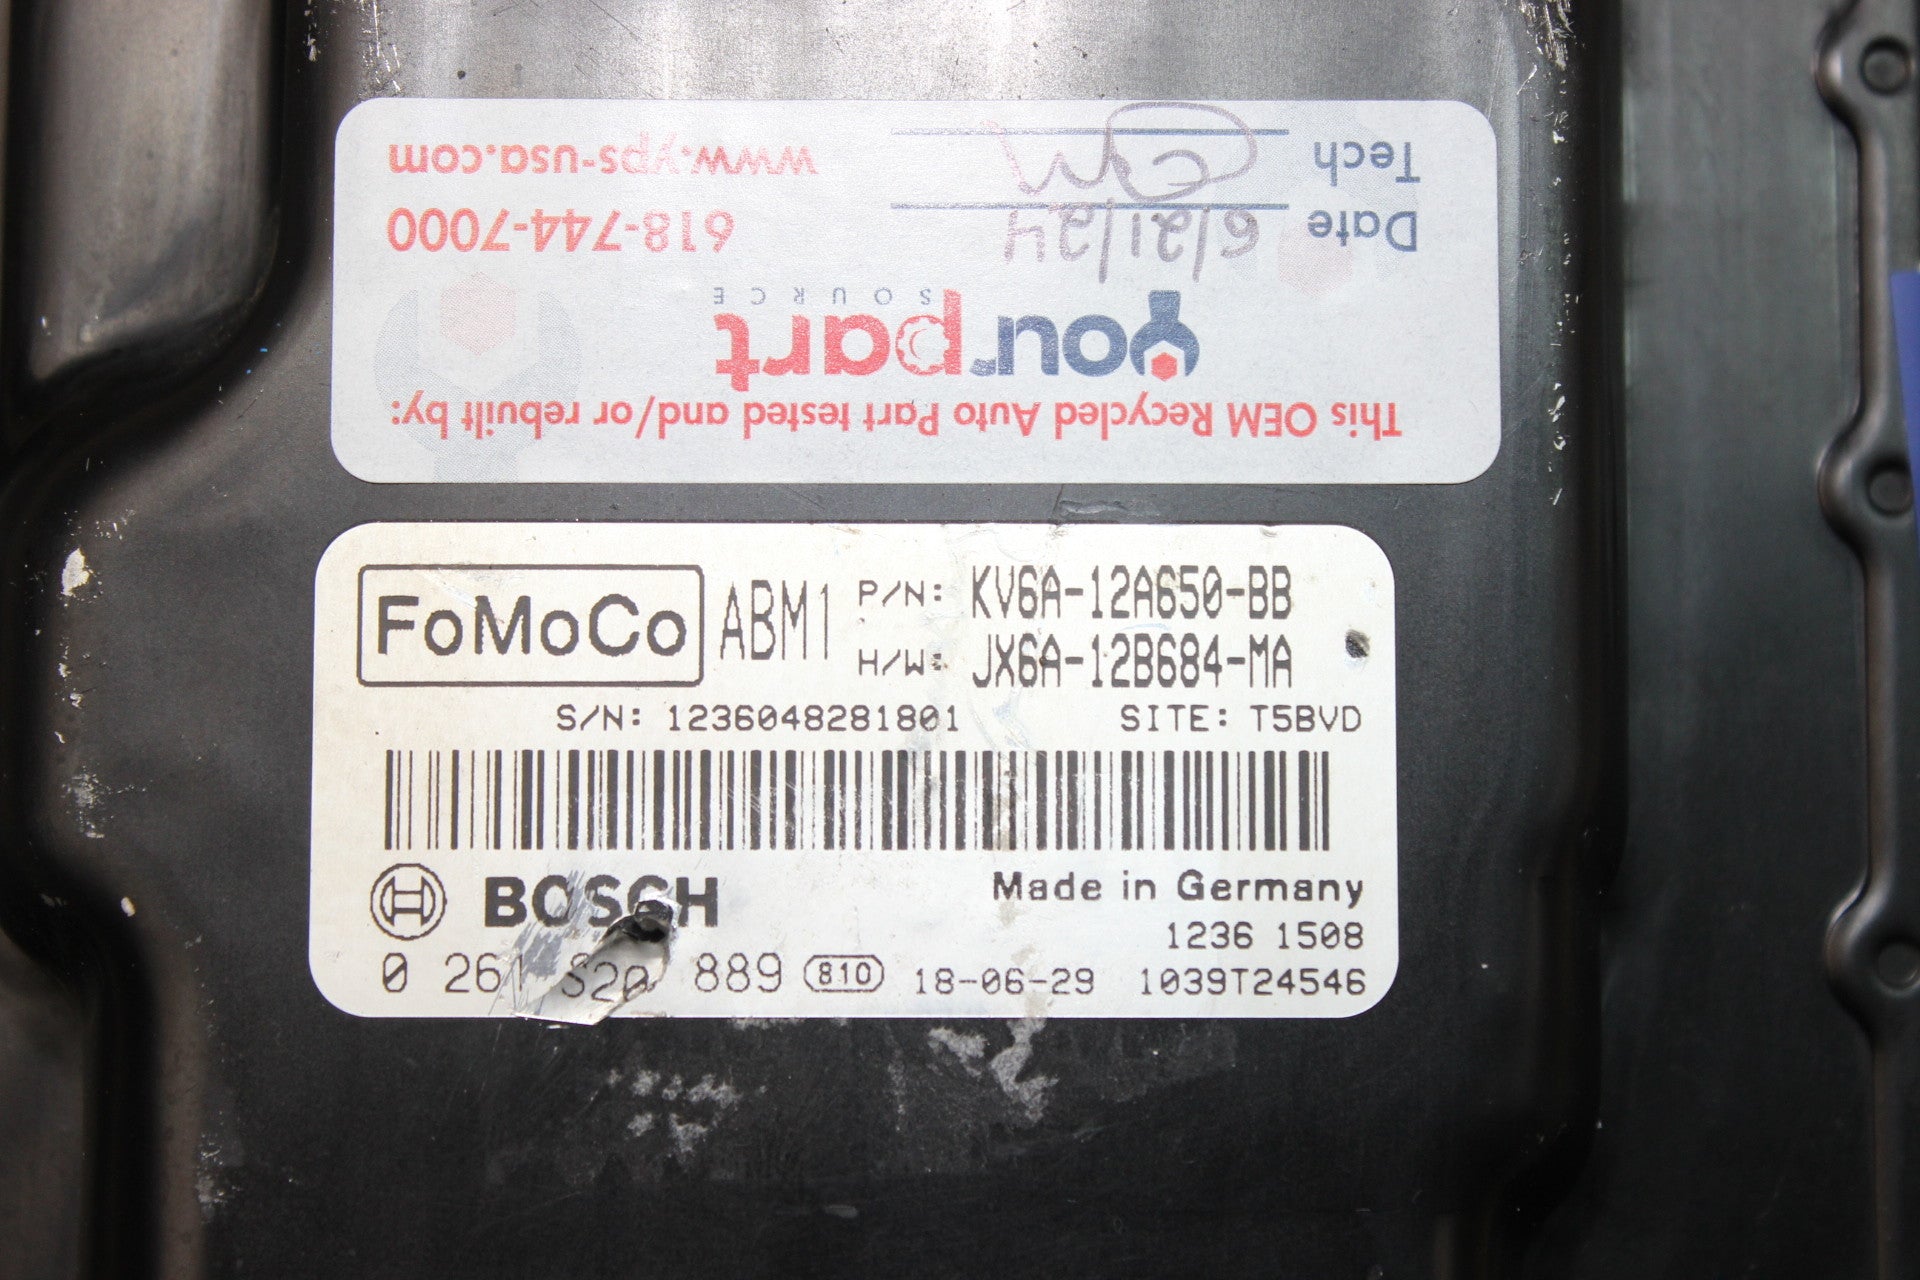 This OEM Recycled Auto Part tested and/or rebuilt by:
Your part
SOURCE
Date 6/21/24 618-744-7000
Tech www.yps-usa.com
FoMoCo ABM1 P/N: KV6A-12A650-BB
H/W: JX6A-12B684-MA
S/N: 1236048281801 SITE: T5BVD
BOSCH Made in Germany
1236 1508
0 261 S20 889 810 18-06-29 1039T24546